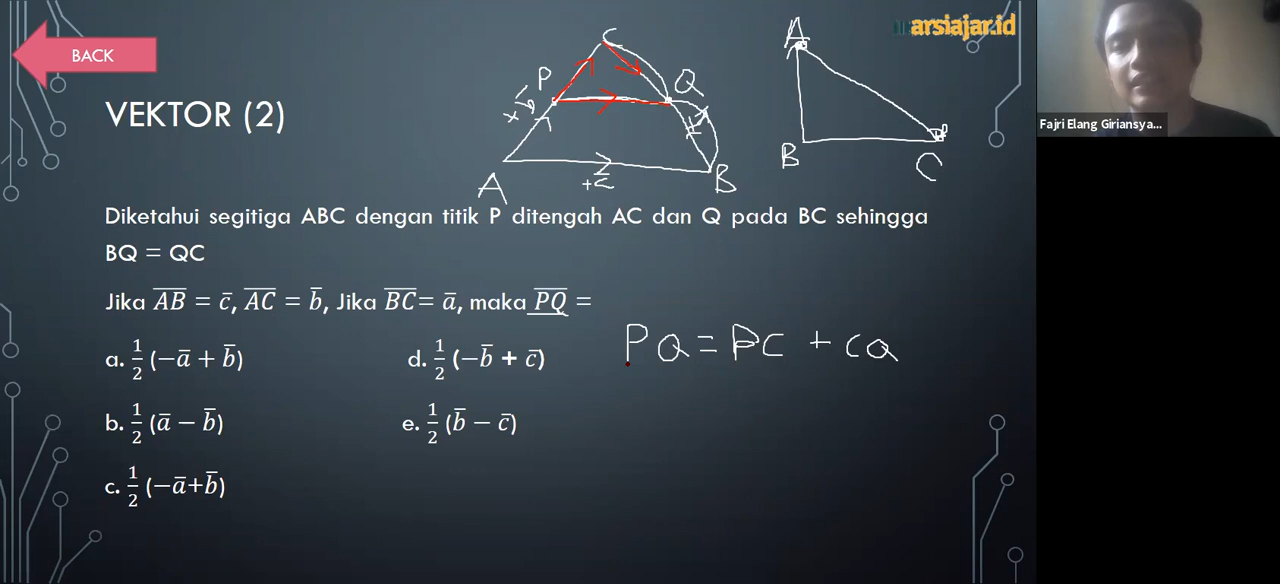 BACK
VEKTOR (2)
C
P
Q
A
B
+c̄
+b̄
A
B
C
arsiajar.id
Fajri Elang Giriansya...
Diketahui segitiga ABC dengan titik P ditengah AC dan Q pada BC sehingga
BQ = QC
Jika A̅B̅ = c̄, A̅C̅ = b̄, Jika B̅C̅= ā, maka P̅Q̅ =
a. 1/2 (−ā + b̄)
b. 1/2 (ā − b̄)
c. 1/2 (−ā+b̄)
d. 1/2 (−b̄ + c̄)
e. 1/2 (b̄ − c̄)
PQ = PC + CQ